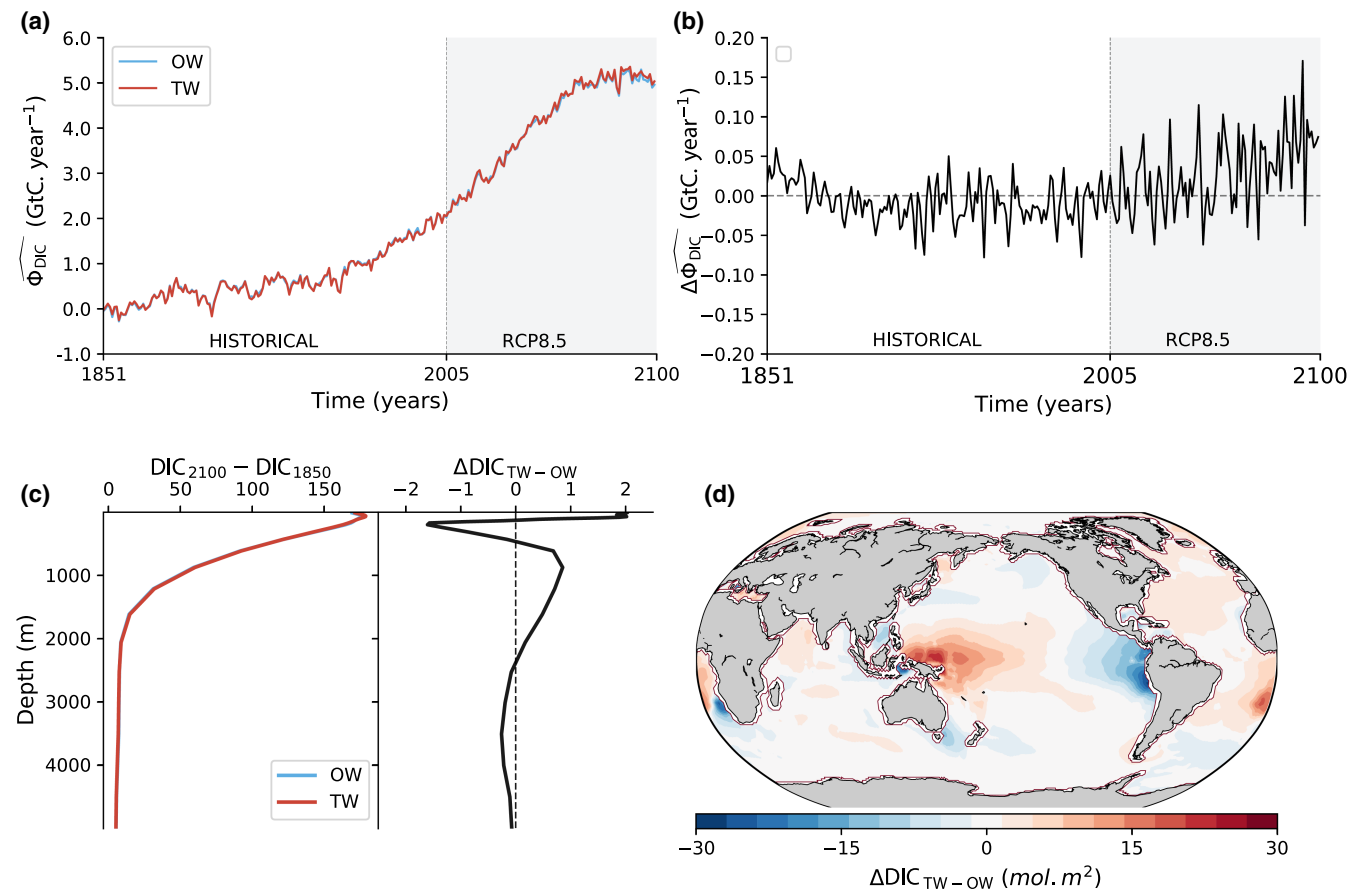 (a)
6.0
5.0
4.0
3.0
2.0
1.0
0.0
-1.0
Φ_DIC (GtC. year⁻¹)
OW
TW
HISTORICAL
RCP8.5
1851
2005
2100
Time (years)
(b)
0.20
0.15
0.10
0.05
0.00
−0.05
−0.10
−0.15
−0.20
ΔΦ_DIC (GtC. year⁻¹)
HISTORICAL
RCP8.5
1851
2005
2100
Time (years)
(c)
DIC₂₁₀₀ − DIC₁₈₅₀
0 50 100 150
ΔDIC_TW−OW
−2 −1 0 1 2
Depth (m)
1000
2000
3000
4000
OW
TW
(d)
−30 −15 0 15 30
ΔDIC_TW−OW (mol.m²)